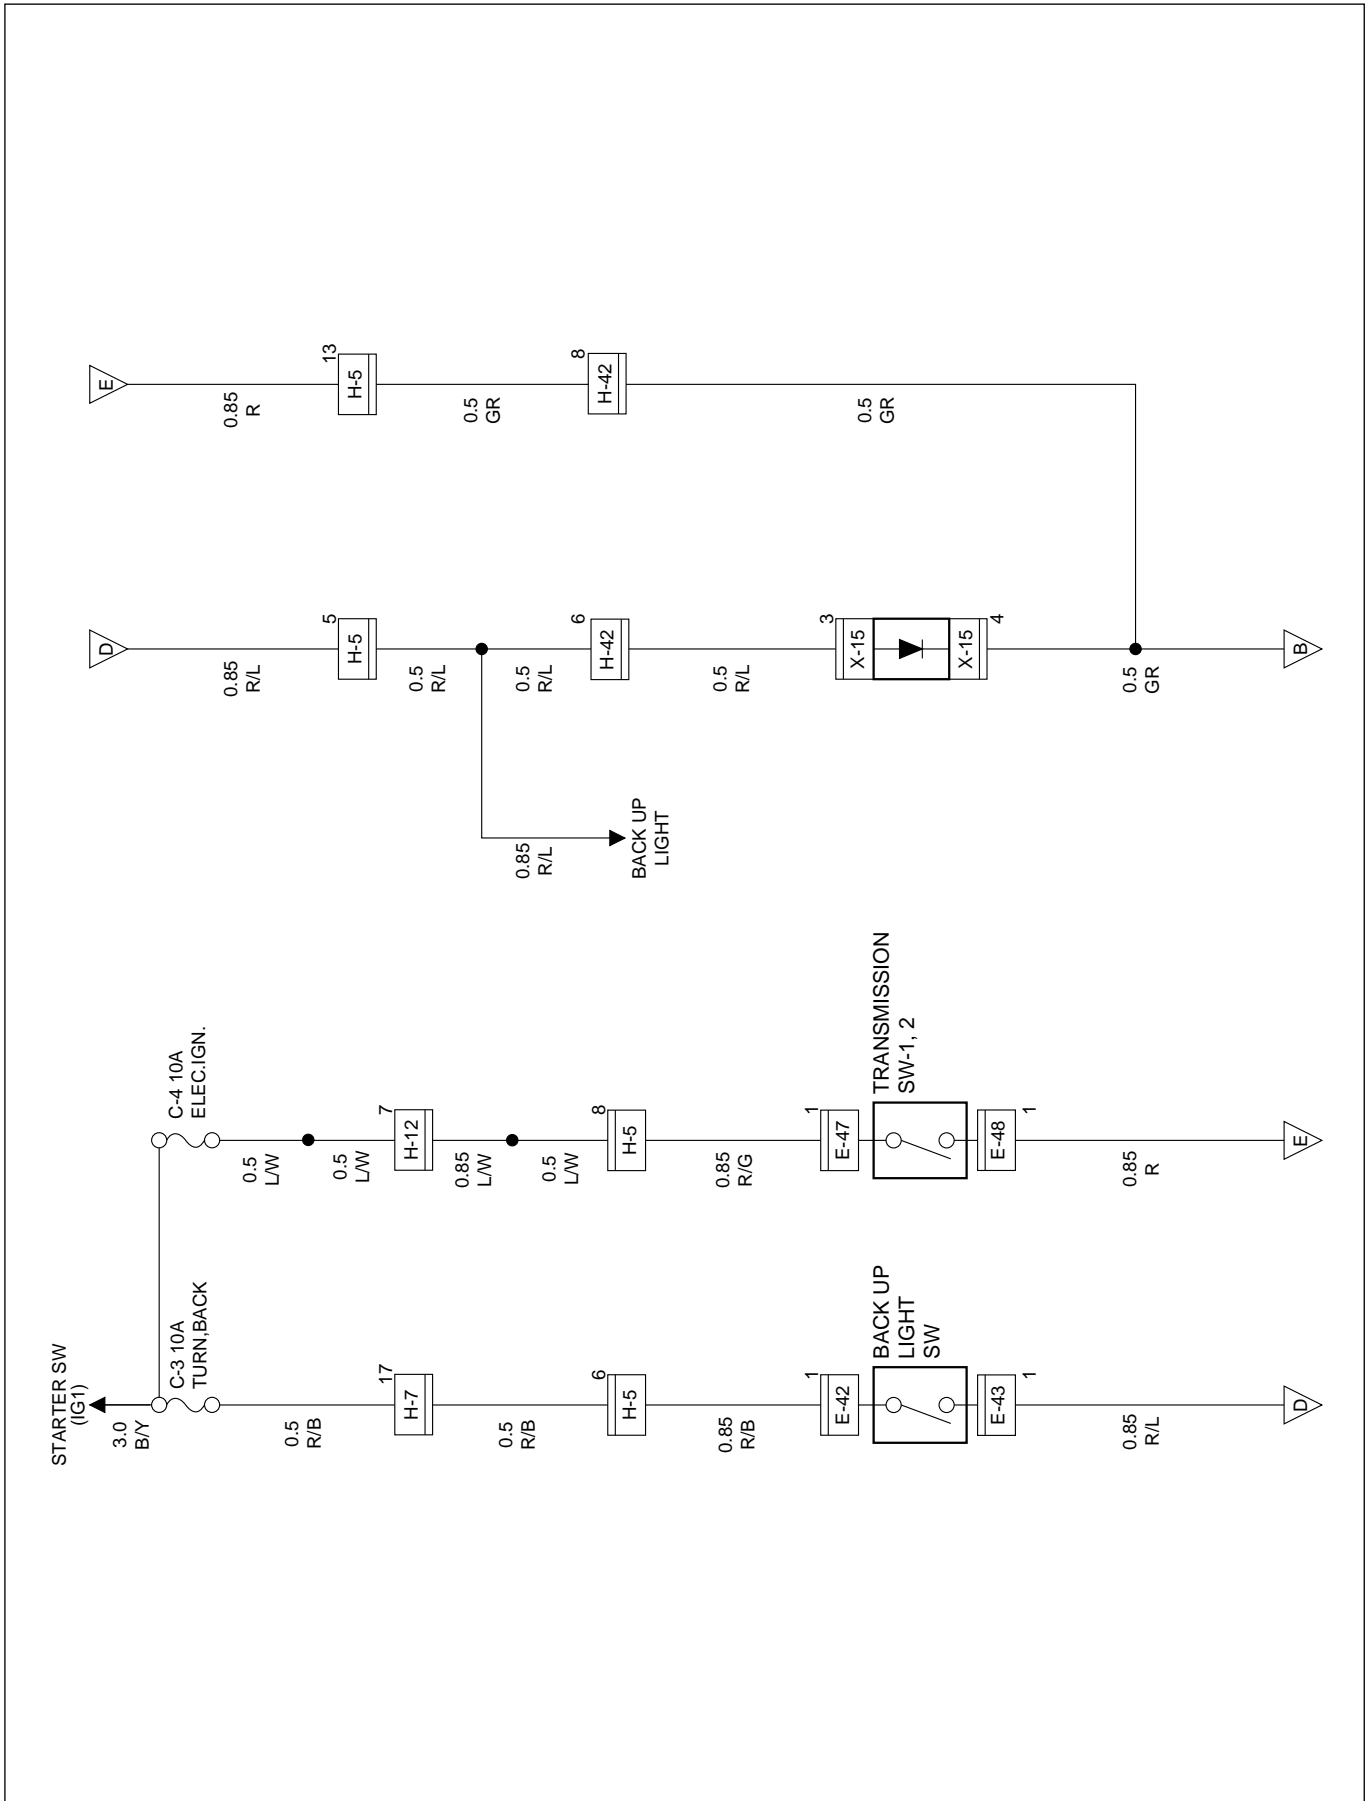 STARTER SW
(IG1)
3.0
B/Y
C-3 10A
TURN,BACK
0.5
R/B
17
H-7
0.5
R/B
6
H-5
0.85
R/B
1
E-42
BACK UP
LIGHT
SW
E-43
1
0.85
R/L
D
C-4 10A
ELEC.IGN.
0.5
L/W
0.5
L/W
7
H-12
0.85
L/W
0.5
L/W
8
H-5
0.85
R/G
1
E-47
TRANSMISSION
SW-1, 2
E-48
1
0.85
R
E
D
0.85
R/L
5
H-5
0.5
R/L
0.85
R/L
BACK UP
LIGHT
0.5
R/L
6
H-42
0.5
R/L
3
X-15
X-15
4
0.5
GR
B
E
0.85
R
13
H-5
0.5
GR
8
H-42
0.5
GR